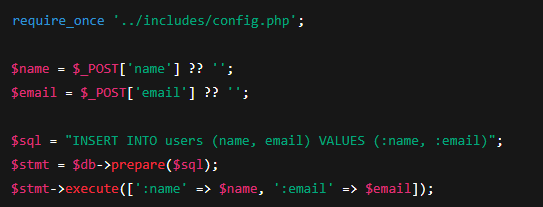 require_once '../includes/config.php';
$name = $_POST['name'] ?? '';
$email = $_POST['email'] ?? '';
$sql = "INSERT INTO users (name, email) VALUES (:name, :email)";
$stmt = $db->prepare($sql);
$stmt->execute([':name' => $name, ':email' => $email]);